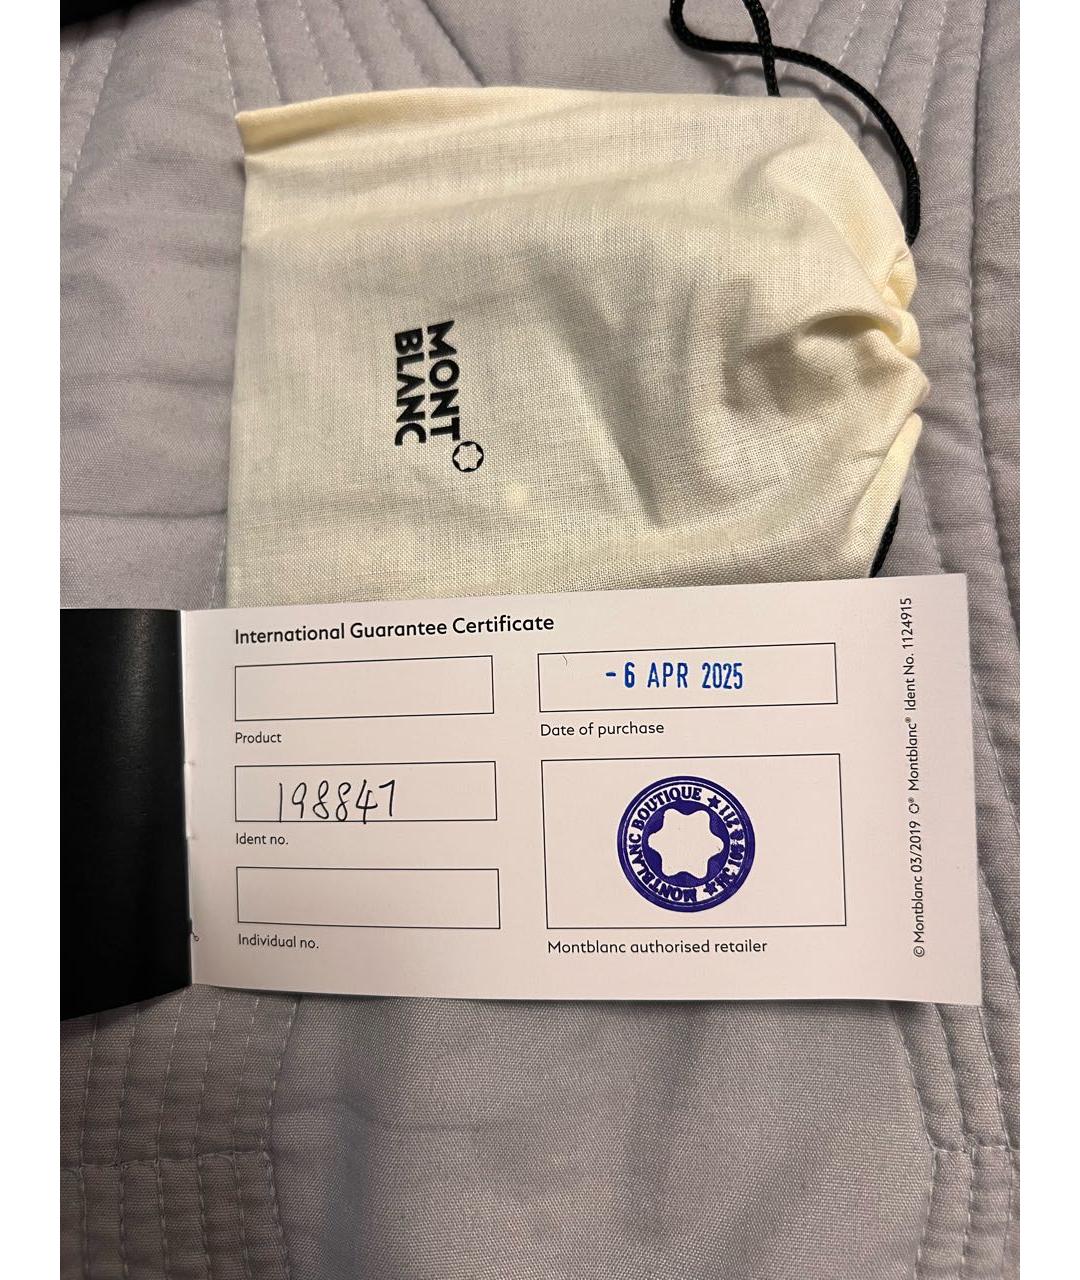 MONT
BLANC
International Guarantee Certificate
- 6 APR 2025
Product
Date of purchase
198847
Ident no.
MONTBLANC BOUTIQUE
Individual no.
Montblanc authorised retailer
© Montblanc 03/2019 Montblanc® Ident No. 1124915